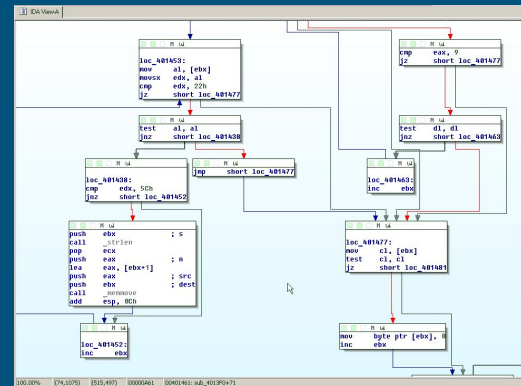 IDA View-A
loc_401453:
mov al, [ebx]
movsx edx, al
cmp edx, 22h
jz short loc_401477
cmp eax, 9
jz short loc_401477
test al, al
jnz short loc_401438
test dl, dl
jnz short loc_401463
loc_401438:
cmp edx, 5Ch
jnz short loc_401452
jmp short loc_401477
loc_401463:
inc ebx
push ebx ; s
call _strlen
pop ecx
push eax ; n
lea eax, [ebx+1]
push eax ; src
push ebx ; dest
call _memmove
add esp, 0Ch
loc_401477:
mov cl, [ebx]
test cl, cl
jz short loc_401481
loc_401452:
inc ebx
mov byte ptr [ebx], 0
inc ebx
100.00% (74,1075) (515,497) 00000A61 00401461: sub_4013F0+71